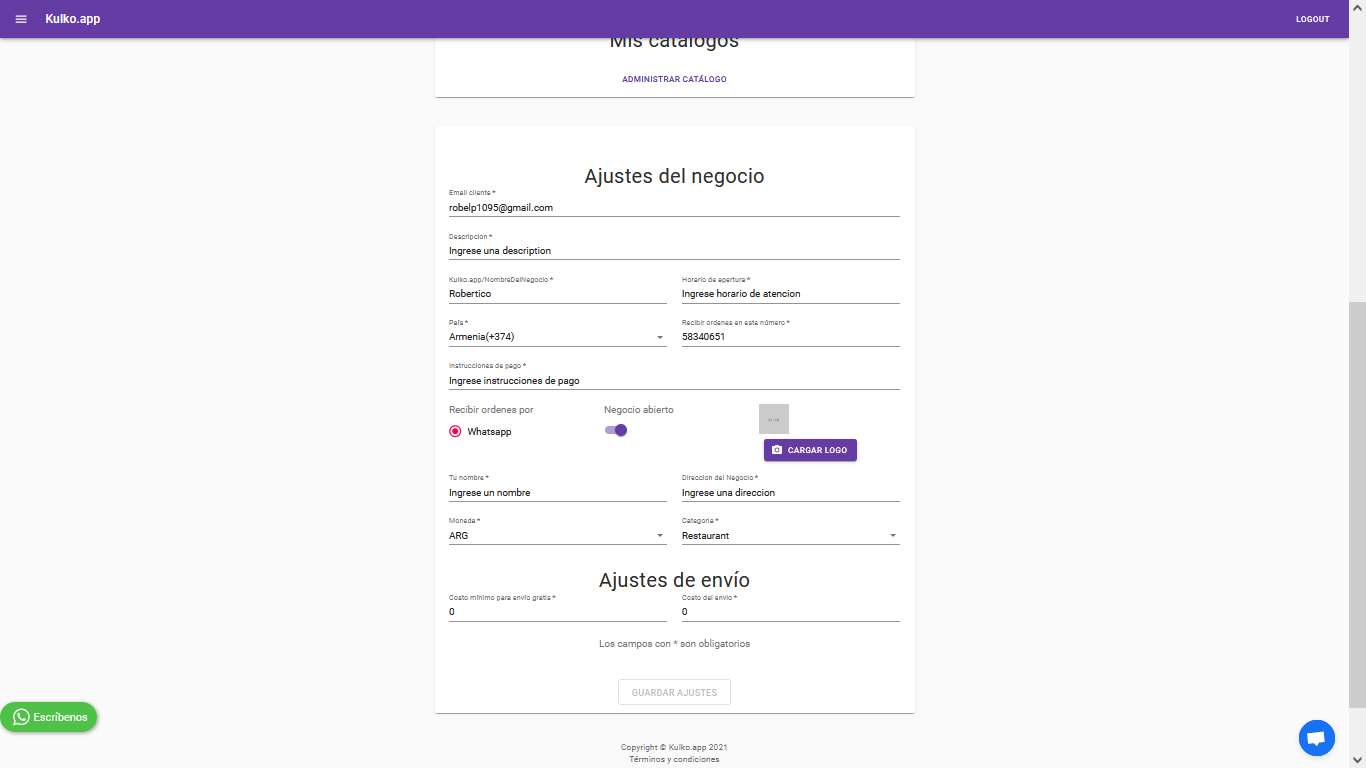 Kulko.app
LOGOUT
Mis catálogos
ADMINISTRAR CATÁLOGO
Ajustes del negocio
Email cliente *
robelp1095@gmail.com
Descripcion *
Ingrese una description
Kulko.app/NombreDelNegocio *
Horario de apertura *
Robertico
Ingrese horario de atencion
País *
Recibir ordenes en este número *
Armenia(+374)
58340651
Instrucciones de pago *
Ingrese instrucciones de pago
Recibir ordenes por
Negocio abierto
Whatsapp
CARGAR LOGO
Tu nombre *
Direccion del Negocio *
Ingrese un nombre
Ingrese una direccion
Moneda *
Categoria *
ARG
Restaurant
Ajustes de envío
Costo mínimo para envío gratis *
Costo del envio *
0
0
Los campos con * son obligatorios
GUARDAR AJUSTES
Escríbenos
Copyright © Kulko.app 2021
Términos y condiciones